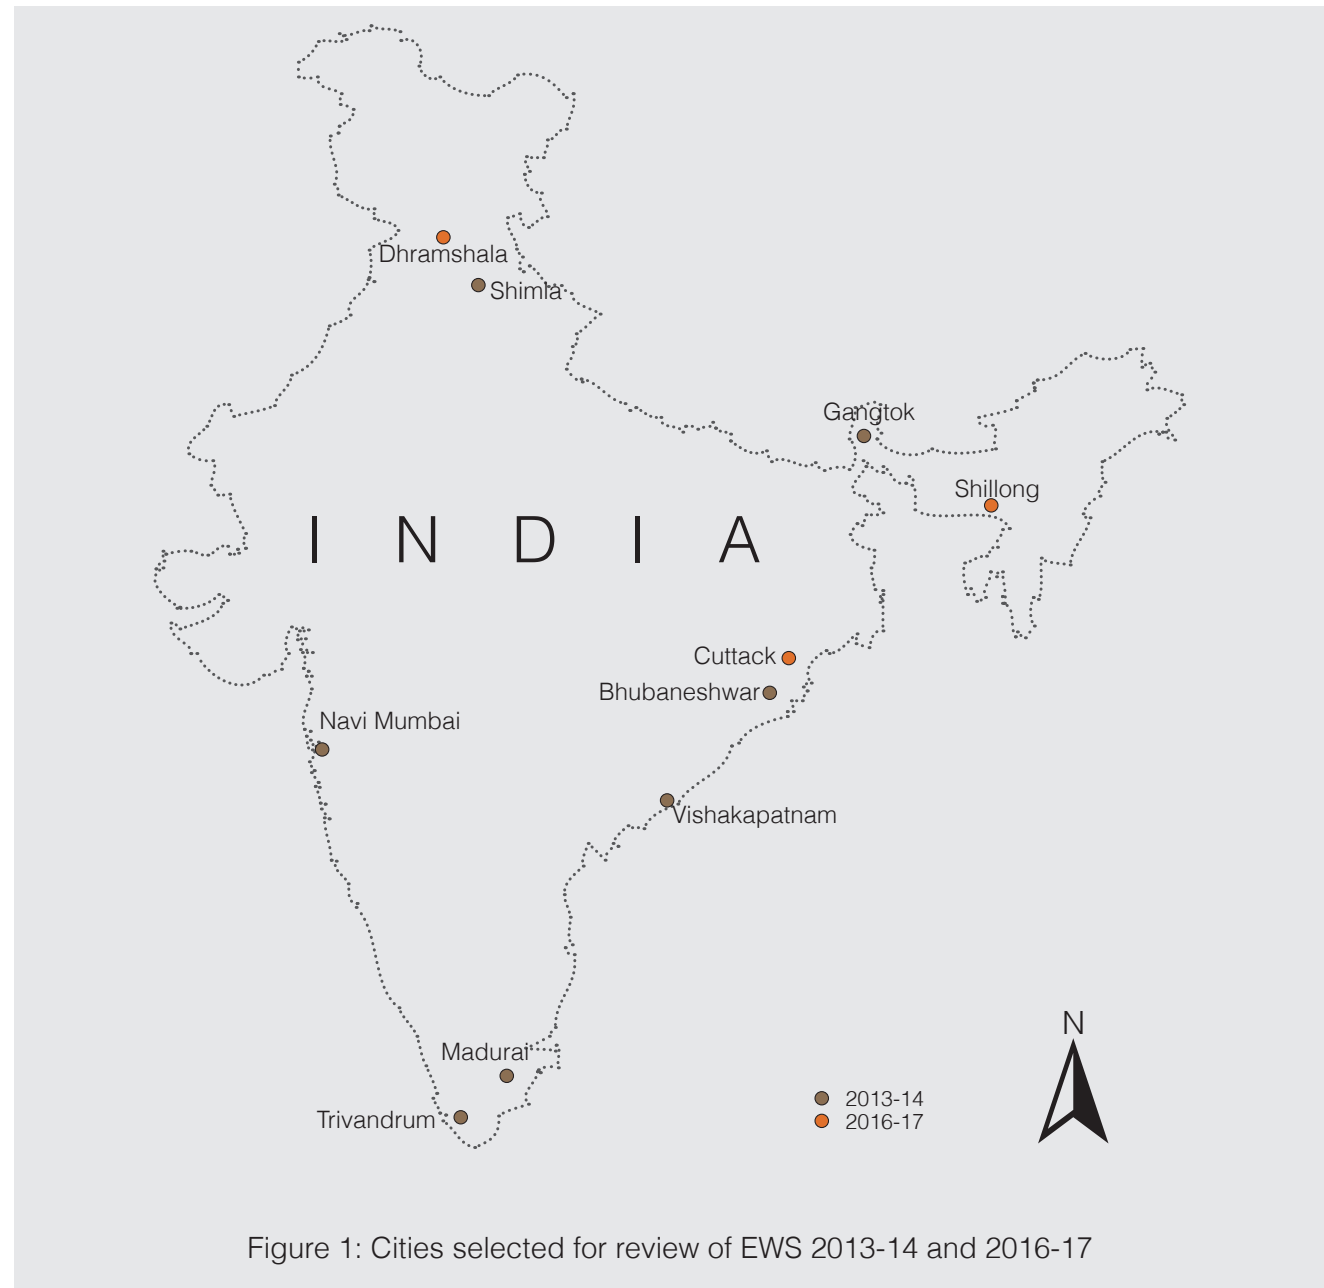 Dhramshala
Shimla
Gangtok
Shillong
I N D I A
Cuttack
Bhubaneshwar
Navi Mumbai
Vishakapatnam
N
Madurai
2013-14
Trivandrum
2016-17
Figure 1: Cities selected for review of EWS 2013-14 and 2016-17